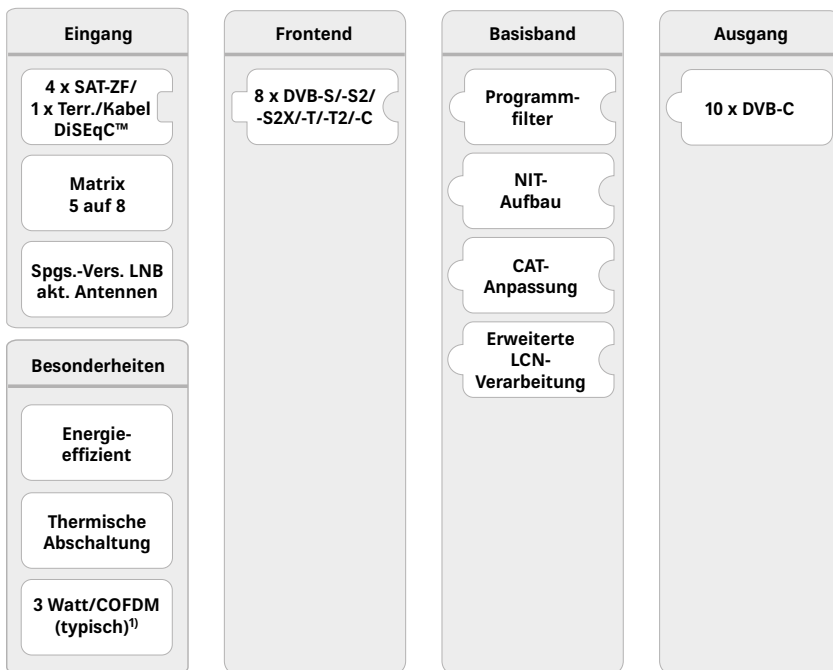 Eingang
4 x SAT-ZF/
1 x Terr./Kabel
DiSEqC™
Matrix
5 auf 8
Spgs.-Vers. LNB
akt. Antennen
Besonderheiten
Energie-
effizient
Thermische
Abschaltung
3 Watt/COFDM
(typisch)¹⁾
Frontend
8 x DVB-S/-S2/
-S2X/-T/-T2/-C
Basisband
Programm-
filter
NIT-
Aufbau
CAT-
Anpassung
Erweiterte
LCN-
Verarbeitung
Ausgang
10 x DVB-C